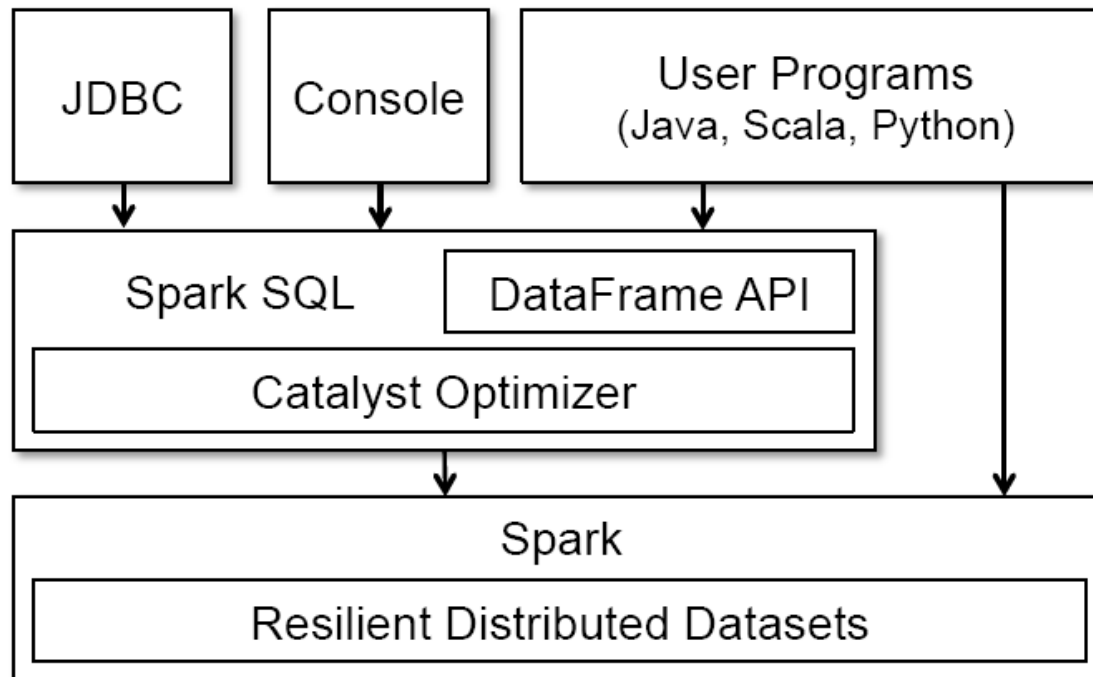 JDBC
Console
User Programs
(Java, Scala, Python)
Spark SQL
DataFrame API
Catalyst Optimizer
Spark
Resilient Distributed Datasets